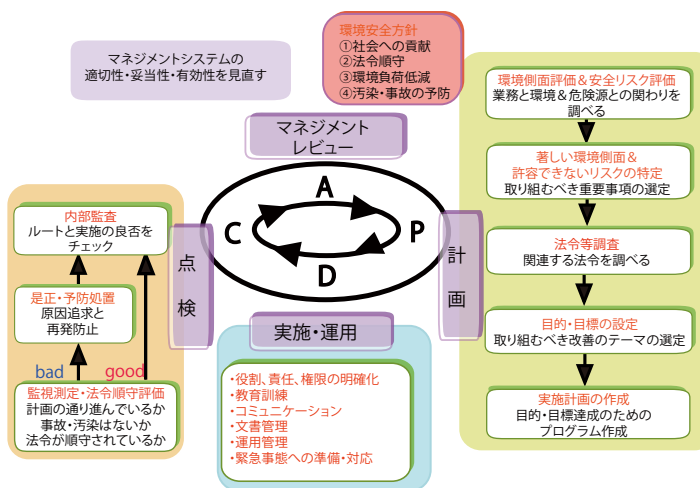 マネジメントシステムの
適切性・妥当性・有効性を見直す
環境安全方針
①社会への貢献
②法令順守
③環境負荷低減
④汚染・事故の予防
マネジメント
レビュー
A
C
P
D
計
画
環境側面評価&安全リスク評価
業務と環境&危険源との関わりを
調べる
著しい環境側面&
許容できないリスクの特定
取り組むべき重要事項の選定
法令等調査
関連する法令を調べる
目的・目標の設定
取り組むべき改善のテーマの選定
実施計画の作成
目的・目標達成のための
プログラム作成
実施・運用
・役割、責任、権限の明確化
・教育訓練
・コミュニケーション
・文書管理
・運用管理
・緊急事態への準備・対応
点
検
内部監査
ルートと実施の良否を
チェック
是正・予防処置
原因追求と
再発防止
bad
good
監視測定・法令順守評価
計画の通り進んでいるか
事故・汚染はないか
法令が順守されているか